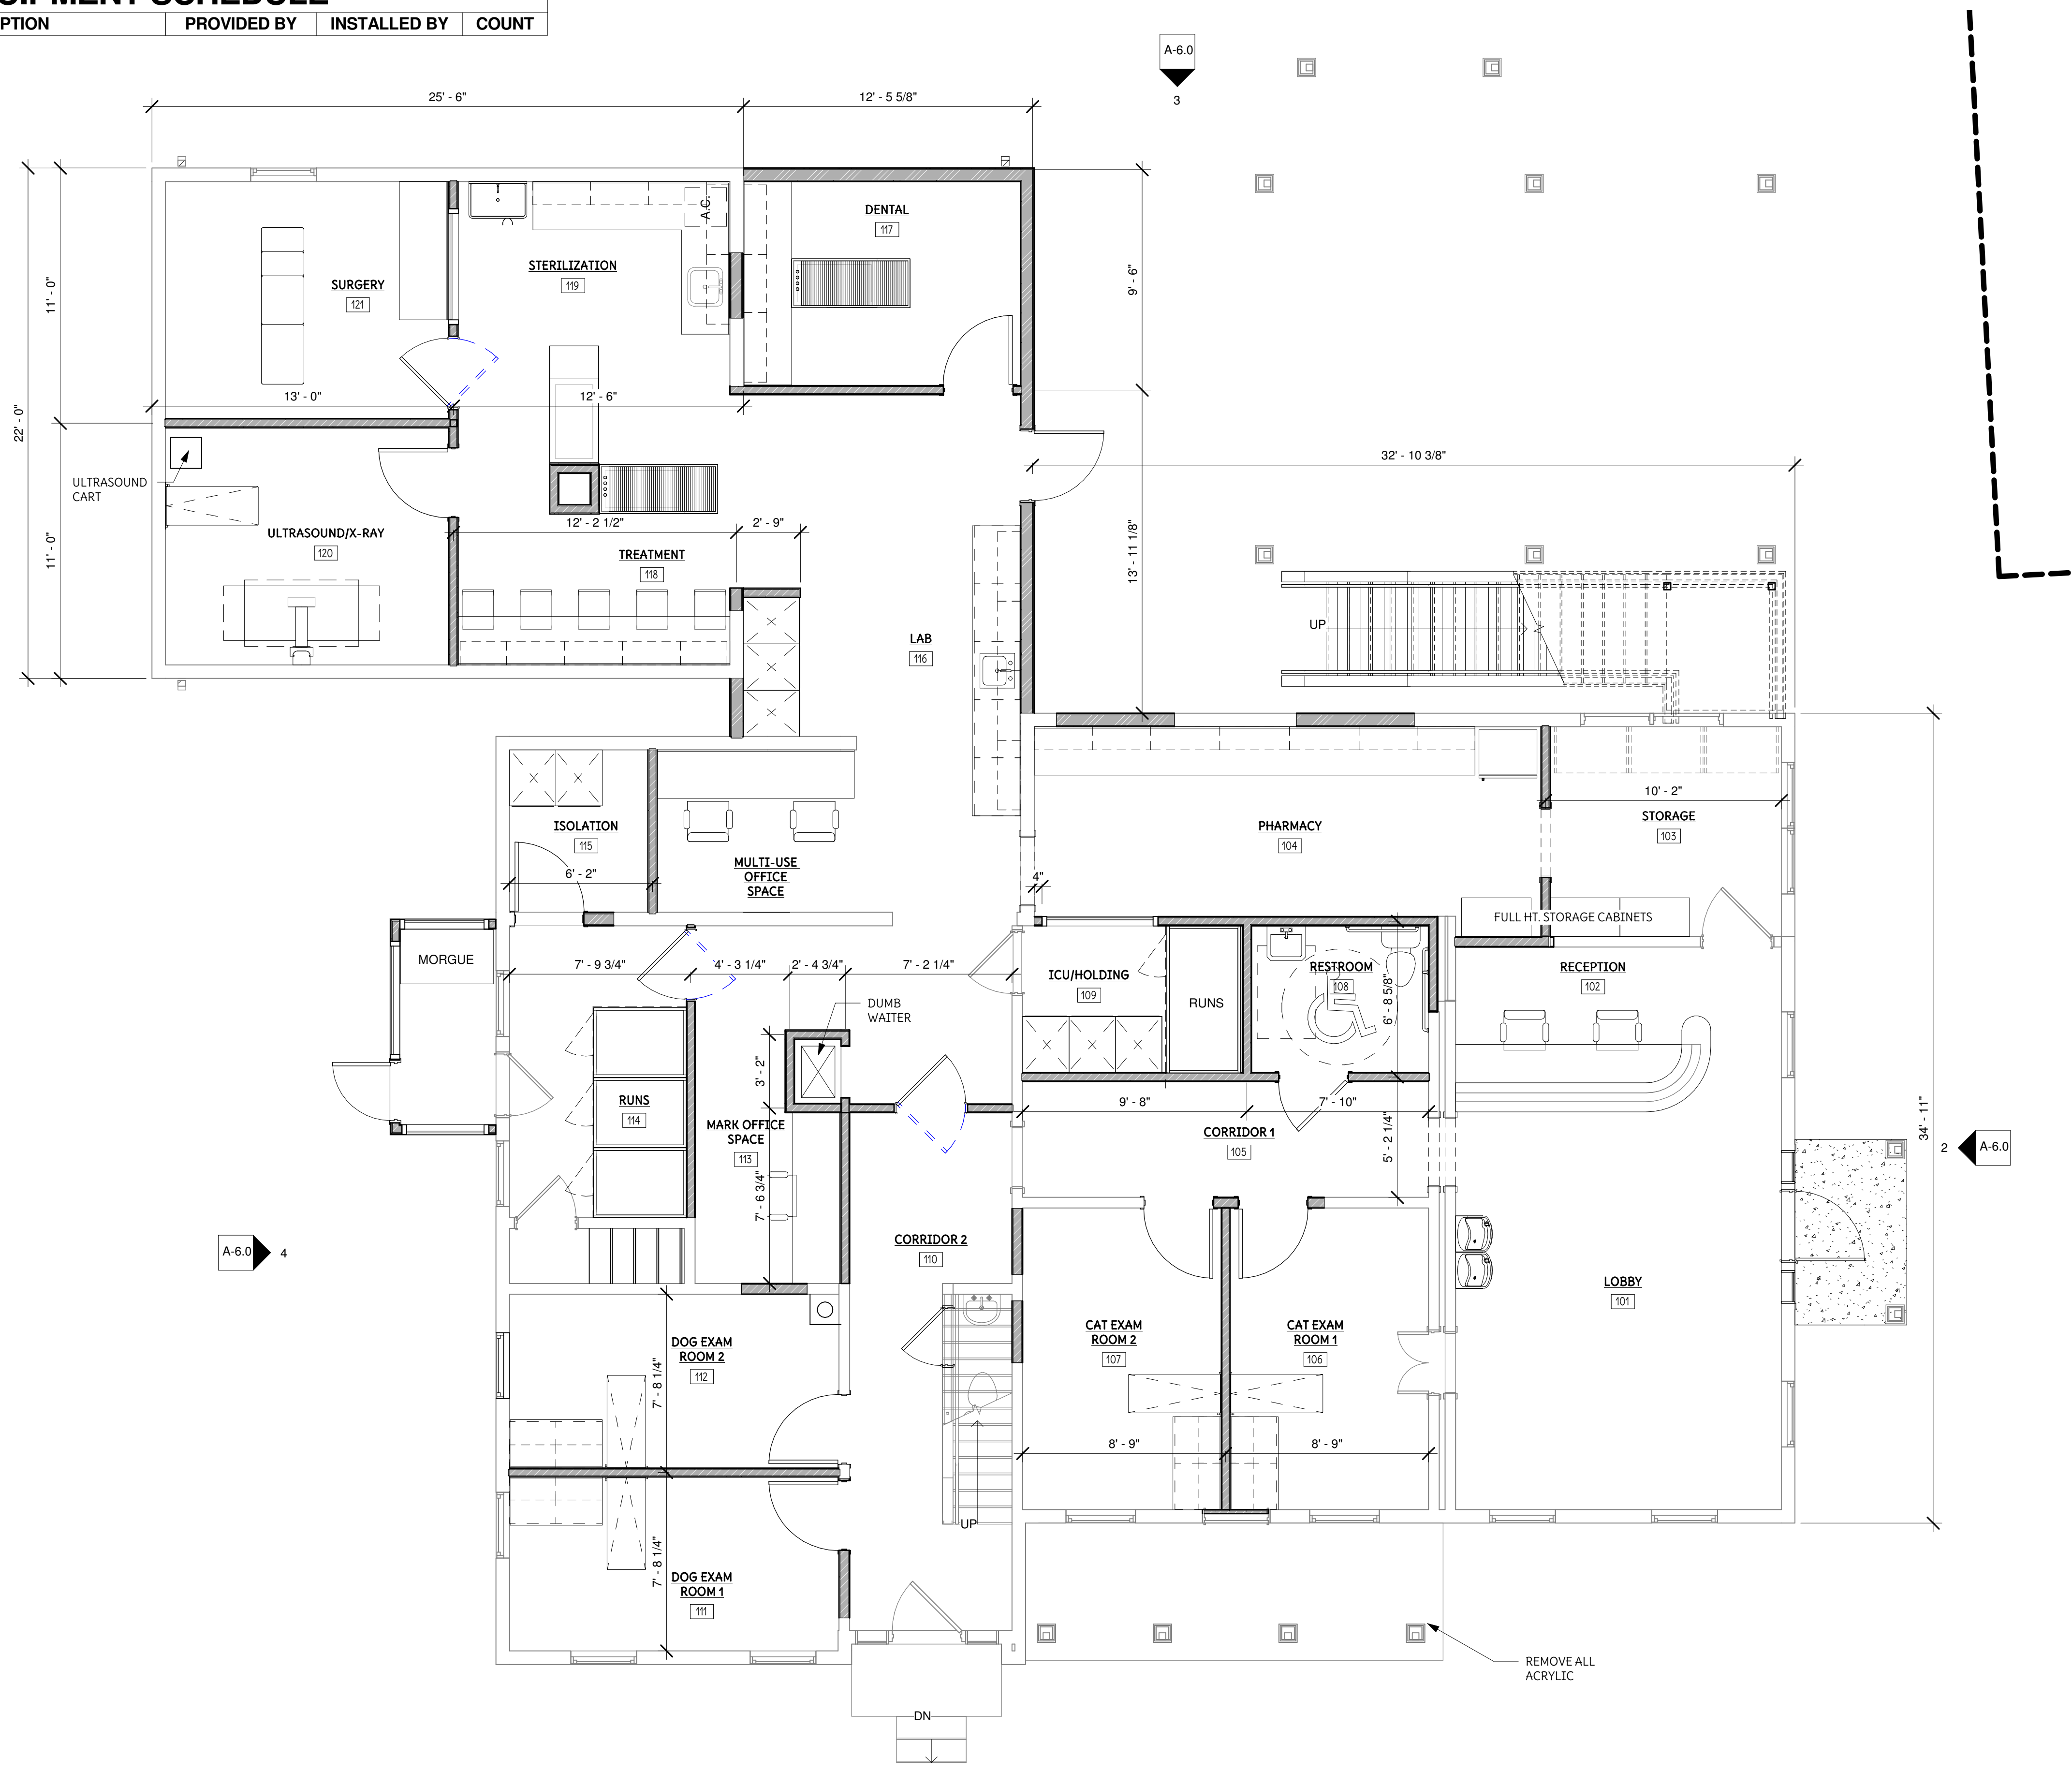 PTION PROVIDED BY INSTALLED BY COUNT
A-6.0
3
25' - 6"
12' - 5 5/8"
DENTAL
117
A.C.
STERILIZATION
119
SURGERY
121
11' - 0"
9' - 6"
22' - 0"
13' - 0"
12' - 6"
32' - 10 3/8"
ULTRASOUND
CART
ULTRASOUND/X-RAY
120
12' - 2 1/2"
2' - 9"
TREATMENT
118
11' - 0"
13' - 11 1/8"
LAB
116
UP
10' - 2"
STORAGE
103
ISOLATION
115
6' - 2"
PHARMACY
104
MULTI-USE
OFFICE
SPACE
4"
FULL HT. STORAGE CABINETS
MORGUE
7' - 9 3/4"
4' - 3 1/4"
2' - 4 3/4"
7' - 2 1/4"
ICU/HOLDING
109
RUNS
RESTROOM
108
6' - 8 5/8"
RECEPTION
102
DUMB
WAITER
3' - 2"
RUNS
114
MARK OFFICE
SPACE
113
7' - 6 3/4"
9' - 8"
7' - 10"
CORRIDOR 1
105
5' - 2 1/4"
34' - 11"
2
A-6.0
A-6.0
4
CORRIDOR 2
110
LOBBY
101
DOG EXAM
ROOM 2
112
7' - 8 1/4"
CAT EXAM
ROOM 2
107
CAT EXAM
ROOM 1
106
8' - 9"
8' - 9"
UP
7' - 8 1/4"
DOG EXAM
ROOM 1
111
REMOVE ALL
ACRYLIC
DN